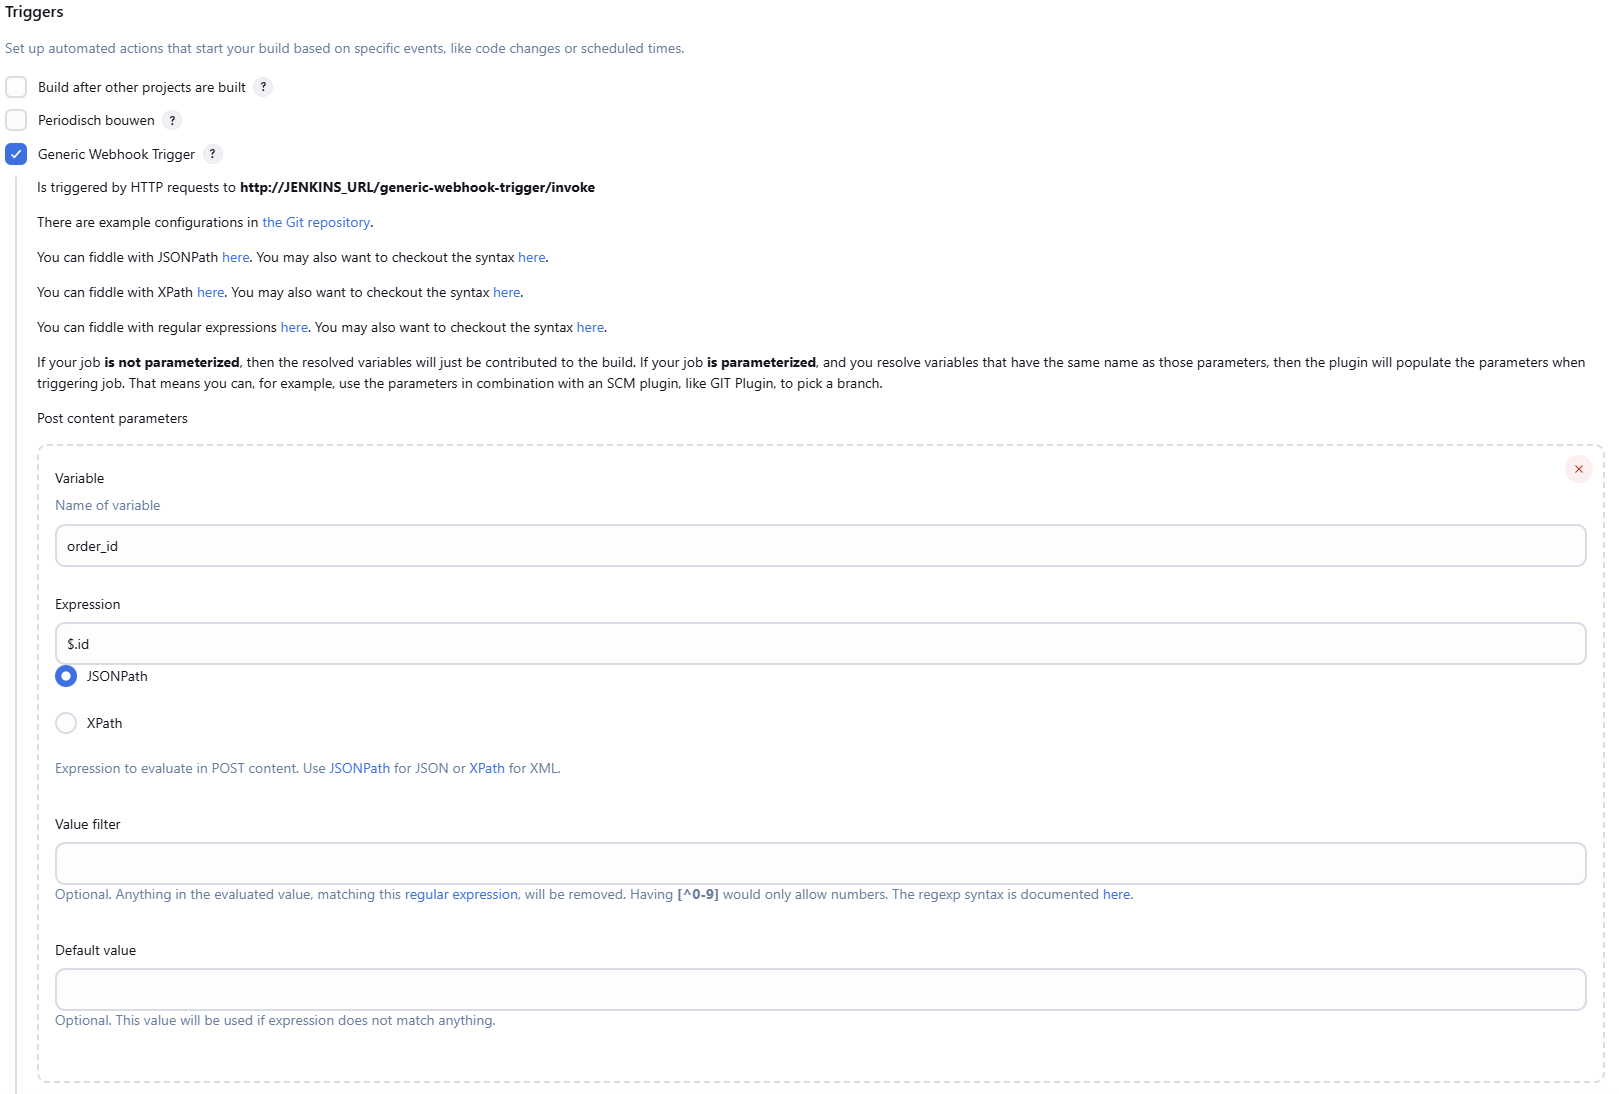 Triggers
Set up automated actions that start your build based on specific events, like code changes or scheduled times.
Build after other projects are built ?
Periodisch bouwen ?
Generic Webhook Trigger ?
Is triggered by HTTP requests to http://JENKINS_URL/generic-webhook-trigger/invoke
There are example configurations in the Git repository.
You can fiddle with JSONPath here. You may also want to checkout the syntax here.
You can fiddle with XPath here. You may also want to checkout the syntax here.
You can fiddle with regular expressions here. You may also want to checkout the syntax here.
If your job is not parameterized, then the resolved variables will just be contributed to the build. If your job is parameterized, and you resolve variables that have the same name as those parameters, then the plugin will populate the parameters when
triggering job. That means you can, for example, use the parameters in combination with an SCM plugin, like GIT Plugin, to pick a branch.
Post content parameters
Variable
Name of variable
order_id
Expression
$.id
JSONPath
XPath
Expression to evaluate in POST content. Use JSONPath for JSON or XPath for XML.
Value filter
Optional. Anything in the evaluated value, matching this regular expression, will be removed. Having [^0-9] would only allow numbers. The regexp syntax is documented here.
Default value
Optional. This value will be used if expression does not match anything.